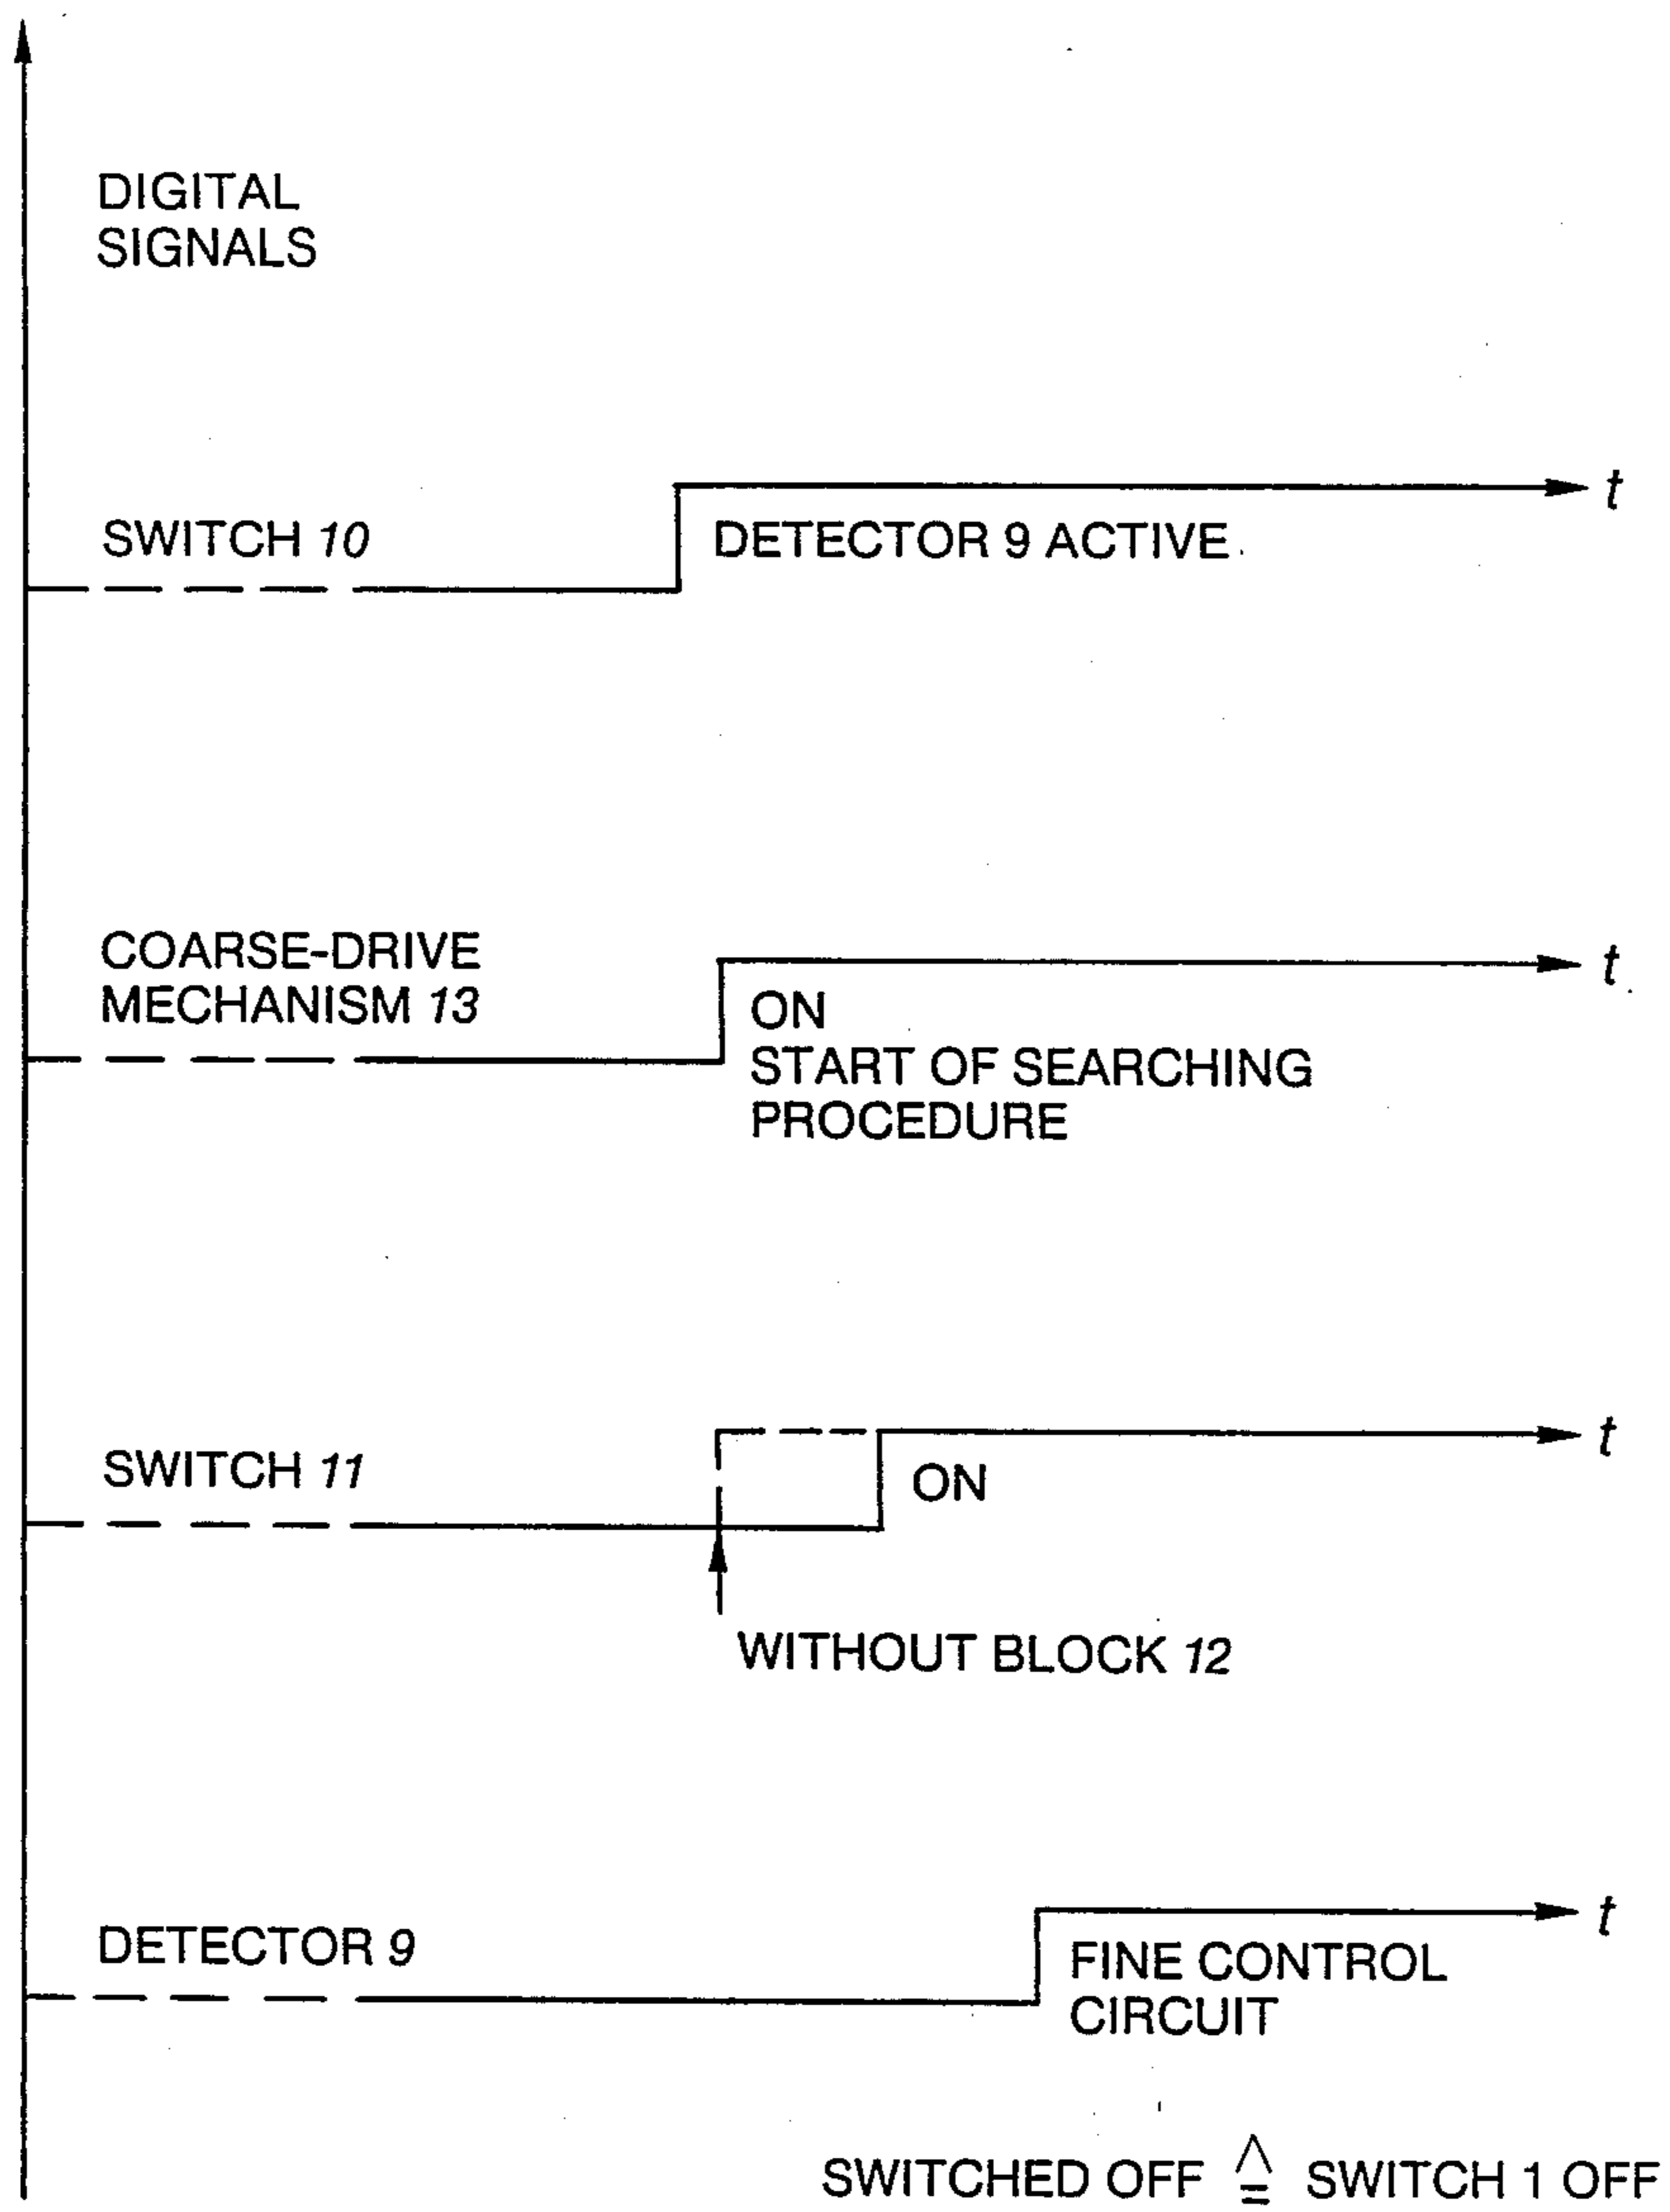 DIGITAL
SIGNALS
t
SWITCH 10
DETECTOR 9 ACTIVE
COARSE-DRIVE
MECHANISM 13
t
ON
START OF SEARCHING
PROCEDURE
t
SWITCH 11
ON
WITHOUT BLOCK 12
t
DETECTOR 9
FINE CONTROL
CIRCUIT
SWITCHED OFF ≙ SWITCH 1 OFF